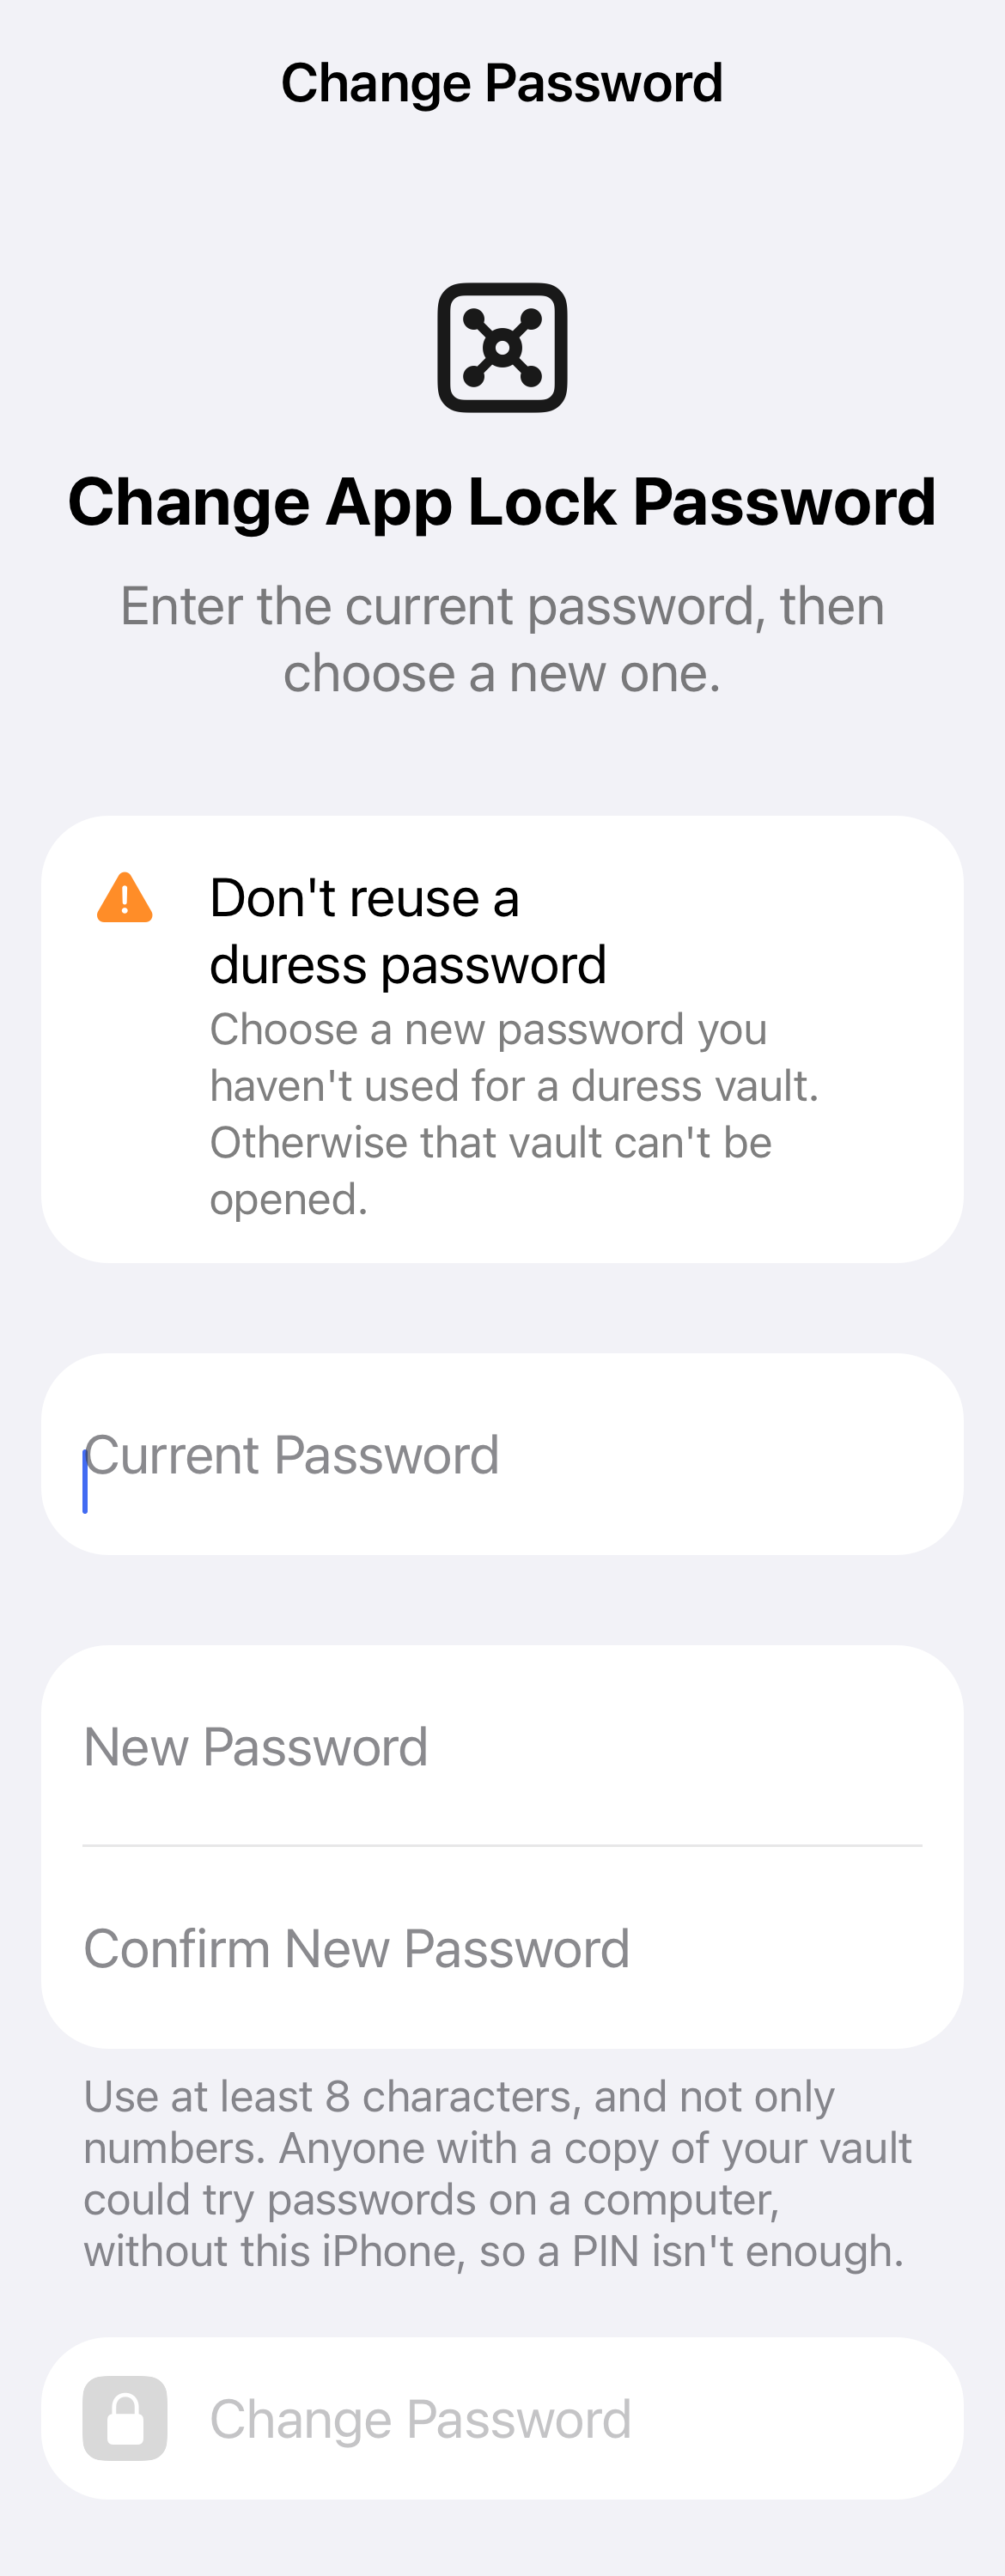 Change Password
Change App Lock Password
Enter the current password, then
choose a new one.
Don't reuse a
duress password
Choose a new password you
haven't used for a duress vault.
Otherwise that vault can't be
opened.
Current Password
New Password
Confirm New Password
Use at least 8 characters, and not only
numbers. Anyone with a copy of your vault
could try passwords on a computer,
without this iPhone, so a PIN isn't enough.
Change Password